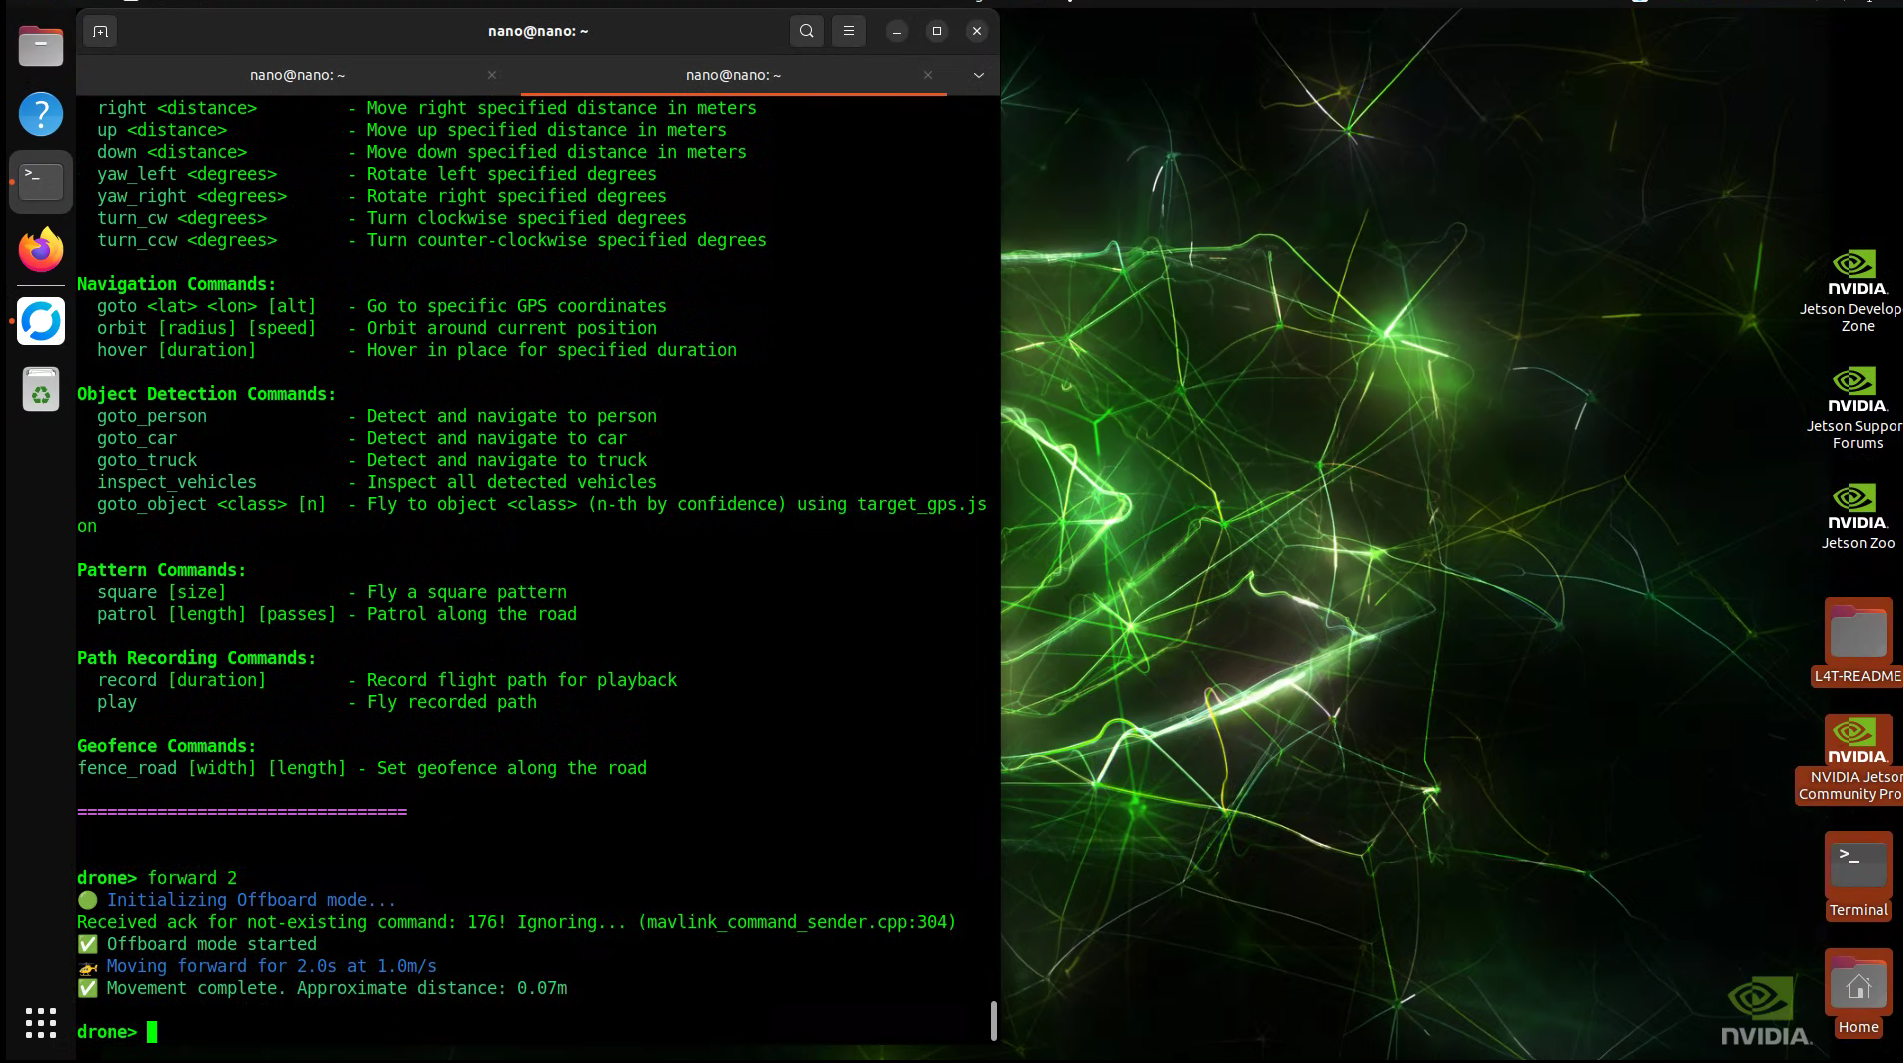 nano@nano: ~
nano@nano: ~
nano@nano: ~
right <distance> - Move right specified distance in meters
up <distance> - Move up specified distance in meters
down <distance> - Move down specified distance in meters
yaw_left <degrees> - Rotate left specified degrees
yaw_right <degrees> - Rotate right specified degrees
turn_cw <degrees> - Turn clockwise specified degrees
turn_ccw <degrees> - Turn counter-clockwise specified degrees
Navigation Commands:
goto <lat> <lon> [alt] - Go to specific GPS coordinates
orbit [radius] [speed] - Orbit around current position
hover [duration] - Hover in place for specified duration
Object Detection Commands:
goto_person - Detect and navigate to person
goto_car - Detect and navigate to car
goto_truck - Detect and navigate to truck
inspect_vehicles - Inspect all detected vehicles
goto_object <class> [n] - Fly to object <class> (n-th by confidence) using target_gps.js
on
Pattern Commands:
square [size] - Fly a square pattern
patrol [length] [passes] - Patrol along the road
Path Recording Commands:
record [duration] - Record flight path for playback
play - Fly recorded path
Geofence Commands:
fence_road [width] [length] - Set geofence along the road
=================================
drone> forward 2
Initializing Offboard mode...
Received ack for not-existing command: 176! Ignoring... (mavlink_command_sender.cpp:304)
✅ Offboard mode started
🚁 Moving forward for 2.0s at 1.0m/s
✅ Movement complete. Approximate distance: 0.07m
drone>
NVIDIA.
Jetson Develop
Zone
NVIDIA.
Jetson Suppor
Forums
NVIDIA.
Jetson Zoo
L4T-README
NVIDIA.
NVIDIA Jetson
Community Pro
>_
Terminal
Home
NVIDIA.